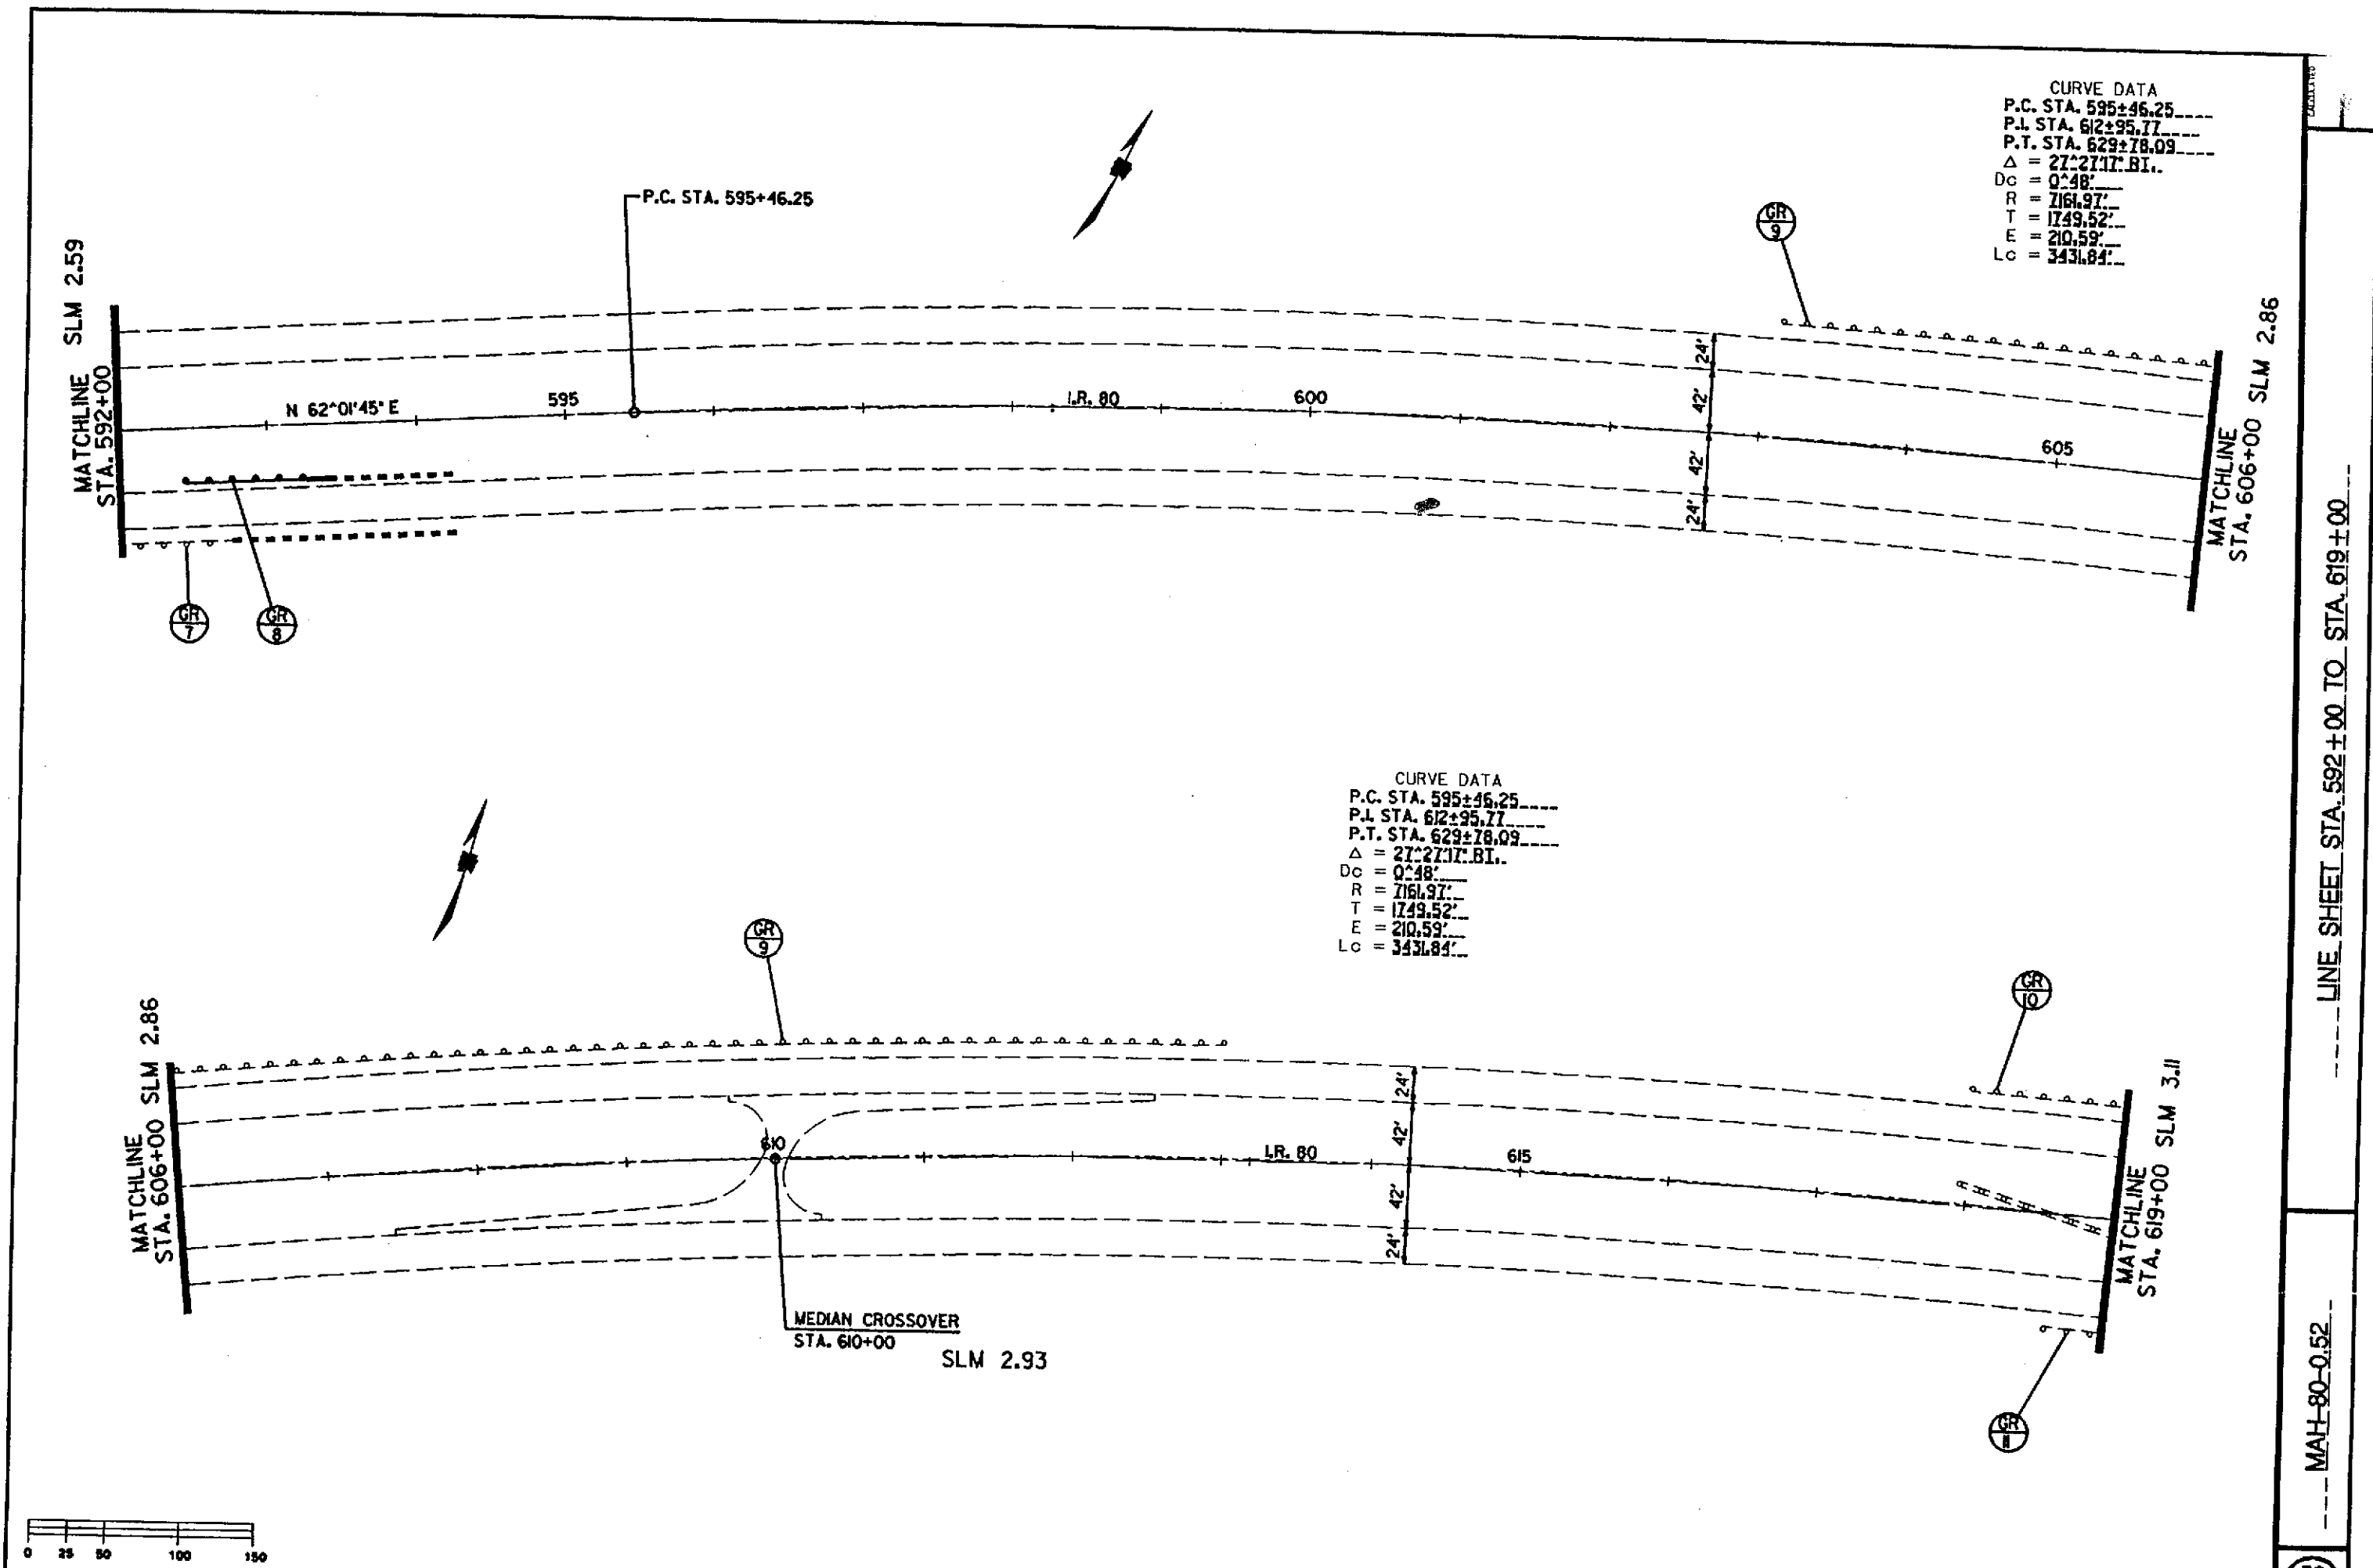 CURVE DATA
P.C. STA. 595+46.25
P.I. STA. 612+95.77
P.T. STA. 629+78.09
Δ = 27°27'17" RT.
Dc = 0°48'
R = 7161.97'
T = 1749.52'
E = 210.59'
Lc = 3431.84'
P.C. STA. 595+46.25
GR
9
SLM 2.59
MATCHLINE
STA. 592+00
N 62°01'45" E
595
I.R. 80
600
605
24'
42'
42'
24'
SLM 2.86
MATCHLINE
STA. 606+00
GR
7
GR
8
CURVE DATA
P.C. STA. 595+46.25
P.I. STA. 612+95.77
P.T. STA. 629+78.09
Δ = 27°27'17" RT.
Dc = 0°48'
R = 7161.97'
T = 1749.52'
E = 210.59'
Lc = 3431.84'
GR
9
GR
10
SLM 2.86
MATCHLINE
STA. 606+00
610
I.R. 80
615
24'
42'
42'
24'
SLM 3.11
MATCHLINE
STA. 619+00
MEDIAN CROSSOVER
STA. 610+00
SLM 2.93
GR
11
0 25 50 100 150
LINE SHEET STA. 592+00 TO STA. 619+00
MAH-80-0.52